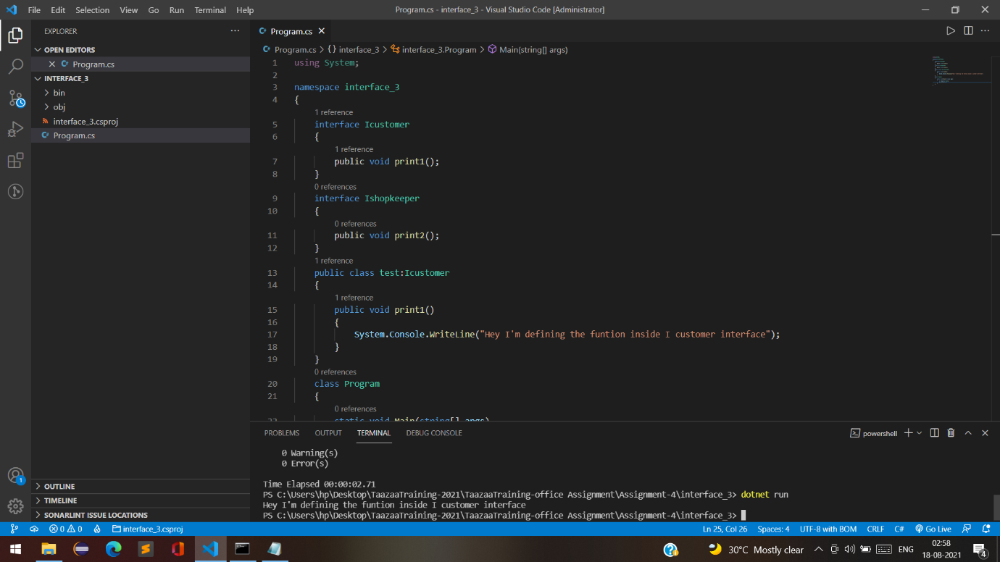 File Edit Selection View Go Run Terminal Help Program.cs - interface_3 - Visual Studio Code [Administrator]
EXPLORER ···
OPEN EDITORS
Program.cs
INTERFACE_3
bin
obj
interface_3.csproj
Program.cs
OUTLINE
TIMELINE
SONARLINT ISSUE LOCATIONS
Program.cs
Program.cs > {} interface_3 > interface_3.Program > Main(string[] args)
1 using System;
2
3 namespace interface_3
4 {
1 reference
5 interface Icustomer
6 {
1 reference
7 public void print1();
8 }
0 references
9 interface Ishopkeeper
10 {
0 references
11 public void print2();
12 }
1 reference
13 public class test:Icustomer
14 {
1 reference
15 public void print1()
16 {
17 System.Console.WriteLine("Hey I'm defining the funtion inside I customer interface");
18 }
19 }
0 references
20 class Program
21 {
0 references
22 static void Main(string[] args)
PROBLEMS OUTPUT TERMINAL DEBUG CONSOLE powershell
0 Warning(s)
0 Error(s)
Time Elapsed 00:00:02.71
PS C:\Users\hp\Desktop\TaazaaTraining-2021\TaazaaTraining-office Assignment\Assignment-4\interface_3> dotnet run
Hey I'm defining the funtion inside I customer interface
PS C:\Users\hp\Desktop\TaazaaTraining-2021\TaazaaTraining-office Assignment\Assignment-4\interface_3>
0 0 interface_3.csproj Ln 25, Col 26 Spaces: 4 UTF-8 with BOM CRLF C# Go Live
30°C Mostly clear ENG 02:58
18-08-2021 4